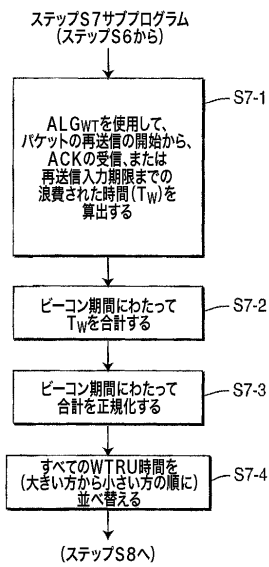 ステップS7サブプログラム
(ステップS6から)
ALGWTを使用して、
パケットの再送信の開始から、
ACKの受信、または
再送信入力期限までの
浪費された時間(TW)を
算出する
S7-1
ビーコン期間にわたって
TWを合計する
S7-2
ビーコン期間にわたって
合計を正規化する
S7-3
すべてのWTRU時間を
(大きい方から小さい方の順に)
並べ替える
S7-4
(ステップS8へ)